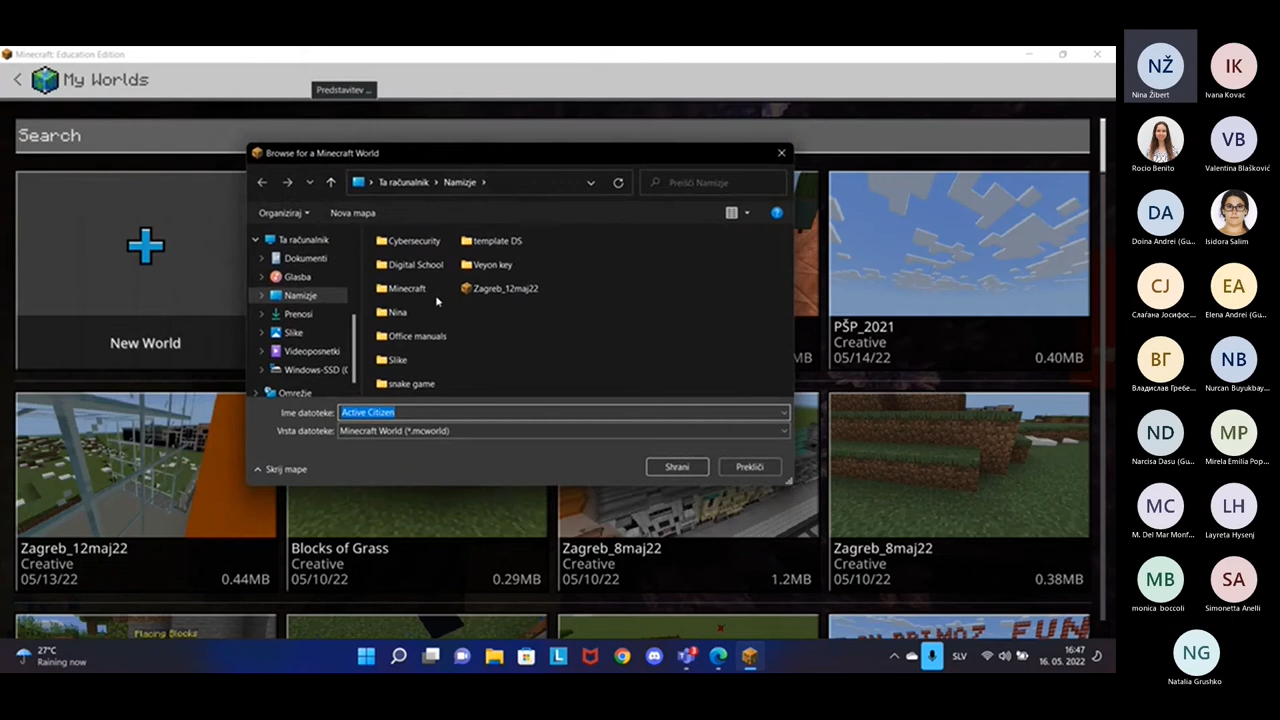 Minecraft: Education Edition
My Worlds
Predstavitev ...
Search
Browse for a Minecraft World
Ta računalnik > Namizje >
Preišči Namizje
Organiziraj
Nova mapa
Ta računalnik
Dokumenti
Glasba
Namizje
Prenosi
Slike
Videoposnetki
Windows-SSD (C
Omrežje
Cybersecurity
Digital School
Minecraft
Nina
Office manuals
Slike
snake game
template DS
Veyon key
Zagreb_12maj22
Ime datoteke: Active Citizen
Vrsta datoteke: Minecraft World (*.mcworld)
Skrij mape
Shrani
Prekliči
New World
MB
PŠP_2021
Creative
05/14/22 0.40MB
Zagreb_12maj22
Creative
05/13/22 0.44MB
Blocks of Grass
Creative
05/10/22 0.29MB
Zagreb_8maj22
Creative
05/10/22 1.2MB
Zagreb_8maj22
Creative
05/10/22 0.38MB
Placing Blocks
27°C
Raining now
SLV
16:47
16. 05. 2022
NŽ
Nina Žibert
IK
Ivana Kovac
Rocio Benito
VB
Valentina Blašković
DA
Doina Andrei (Gu...
Isidora Salim
CJ
Слаѓана Јосифос...
EA
Elena Andrei (Gu...
ВГ
Владислав Гребе...
NB
Nurcan Buyukbay...
ND
Narcisa Dasu (Gu...
MP
Mirela Emilia Pop...
MC
M. Del Mar Monf...
LH
Layreta Hysenj
MB
monica boccoli
SA
Simonetta Anelli
NG
Natalia Grushko